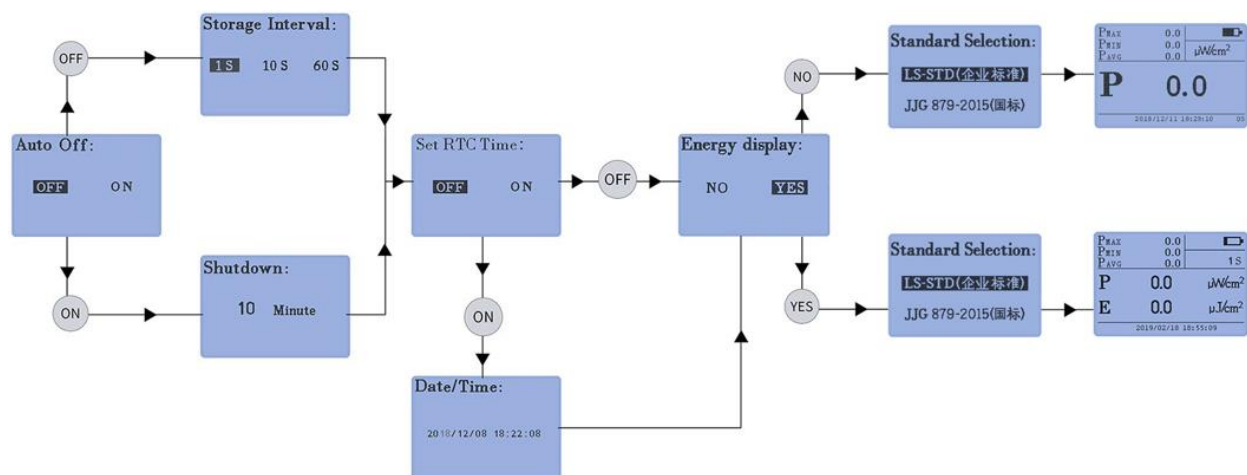 Auto Off:
OFF ON
OFF
ON
Storage Interval:
1S 10S 60S
Shutdown:
10 Minute
Set RTC Time:
OFF ON
OFF
ON
Date/Time:
2018/12/08 18:22:08
Energy display:
NO YES
NO
YES
Standard Selection:
LS-STD(企业标准)
JJG 879-2015(国标)
PMAX 0.0
PMIN 0.0
PAVG 0.0
μW/cm²
P 0.0
2018/12/11 18:29:10 05
Standard Selection:
LS-STD(企业标准)
JJG 879-2015(国标)
PMAX 0.0
PMIN 0.0
PAVG 0.0
1S
P 0.0 μW/cm²
E 0.0 μJ/cm²
2019/02/18 18:55:09